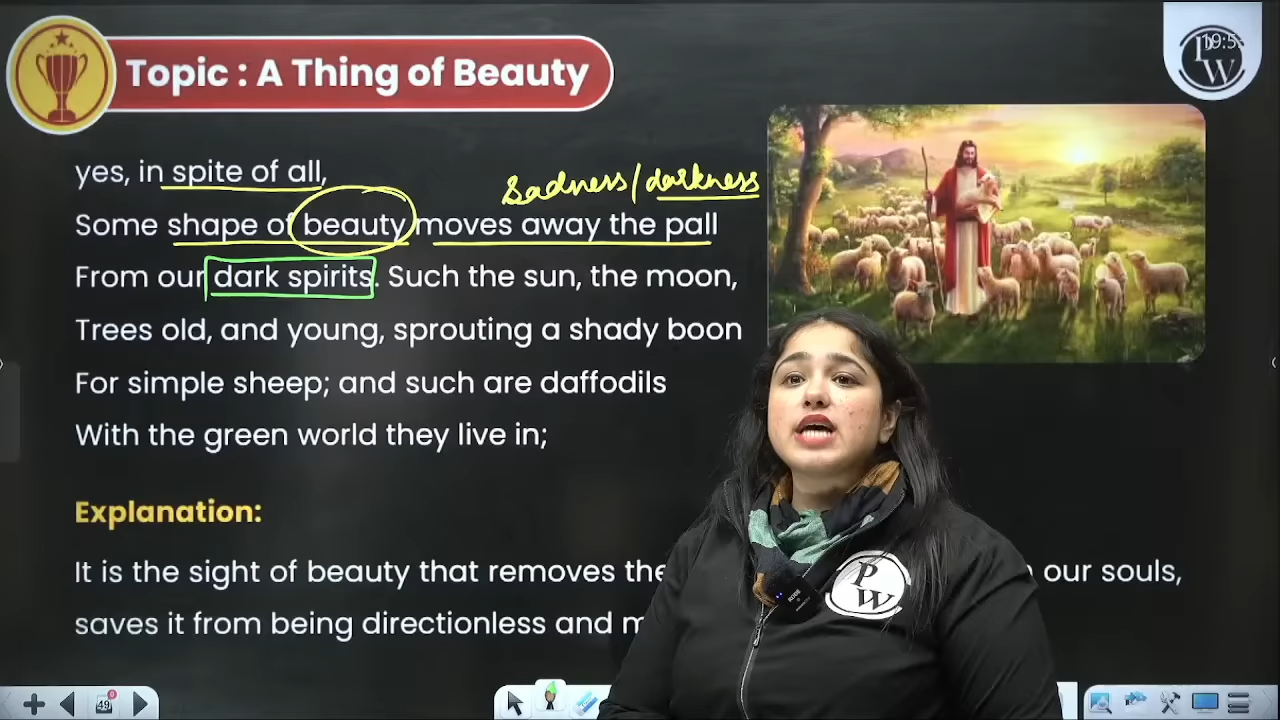 Topic : A Thing of Beauty
19:5
P
W
yes, in spite of all,
Sadness/darkness
Some shape of beauty moves away the pall
From our dark spirits. Such the sun, the moon,
Trees old, and young, sprouting a shady boon
For simple sheep; and such are daffodils
With the green world they live in;
Explanation:
It is the sight of beauty that removes the our souls,
saves it from being directionless and
P
W
49